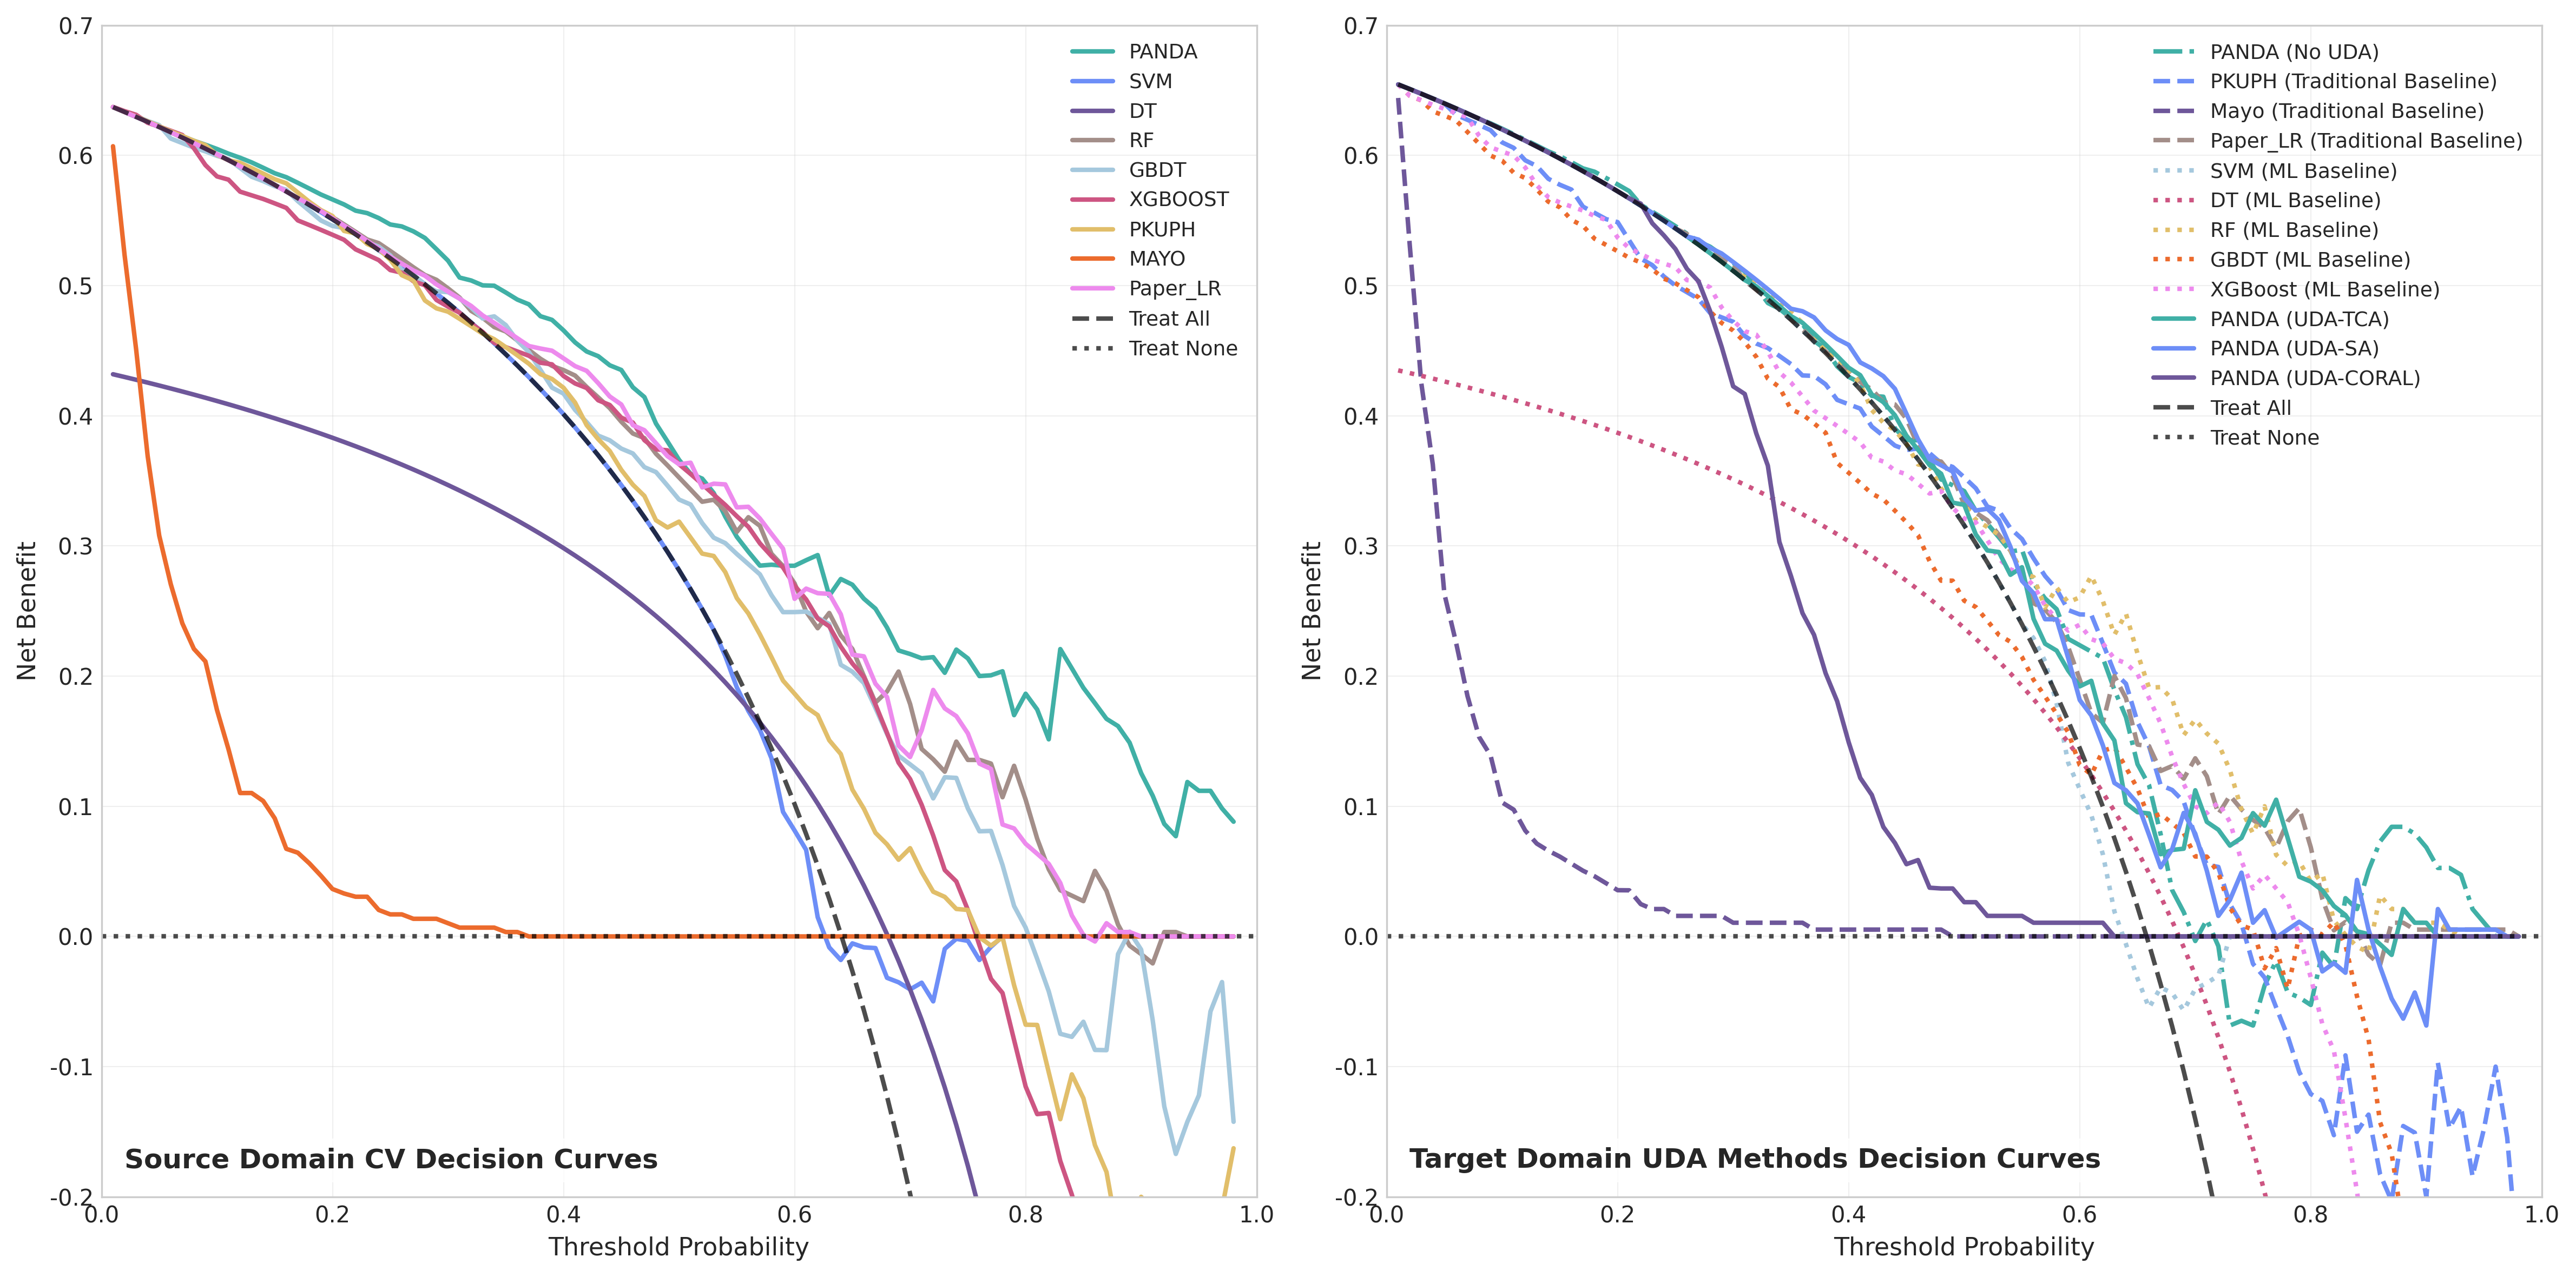 0.7
0.6
0.5
0.4
0.3
0.2
0.1
0.0
-0.1
-0.2
Net Benefit
PANDA
SVM
DT
RF
GBDT
XGBOOST
PKUPH
MAYO
Paper_LR
Treat All
Treat None
Source Domain CV Decision Curves
0.0 0.2 0.4 0.6 0.8 1.0
Threshold Probability
0.7
0.6
0.5
0.4
0.3
0.2
0.1
0.0
-0.1
-0.2
Net Benefit
PANDA (No UDA)
PKUPH (Traditional Baseline)
Mayo (Traditional Baseline)
Paper_LR (Traditional Baseline)
SVM (ML Baseline)
DT (ML Baseline)
RF (ML Baseline)
GBDT (ML Baseline)
XGBoost (ML Baseline)
PANDA (UDA-TCA)
PANDA (UDA-SA)
PANDA (UDA-CORAL)
Treat All
Treat None
Target Domain UDA Methods Decision Curves
0.0 0.2 0.4 0.6 0.8 1.0
Threshold Probability